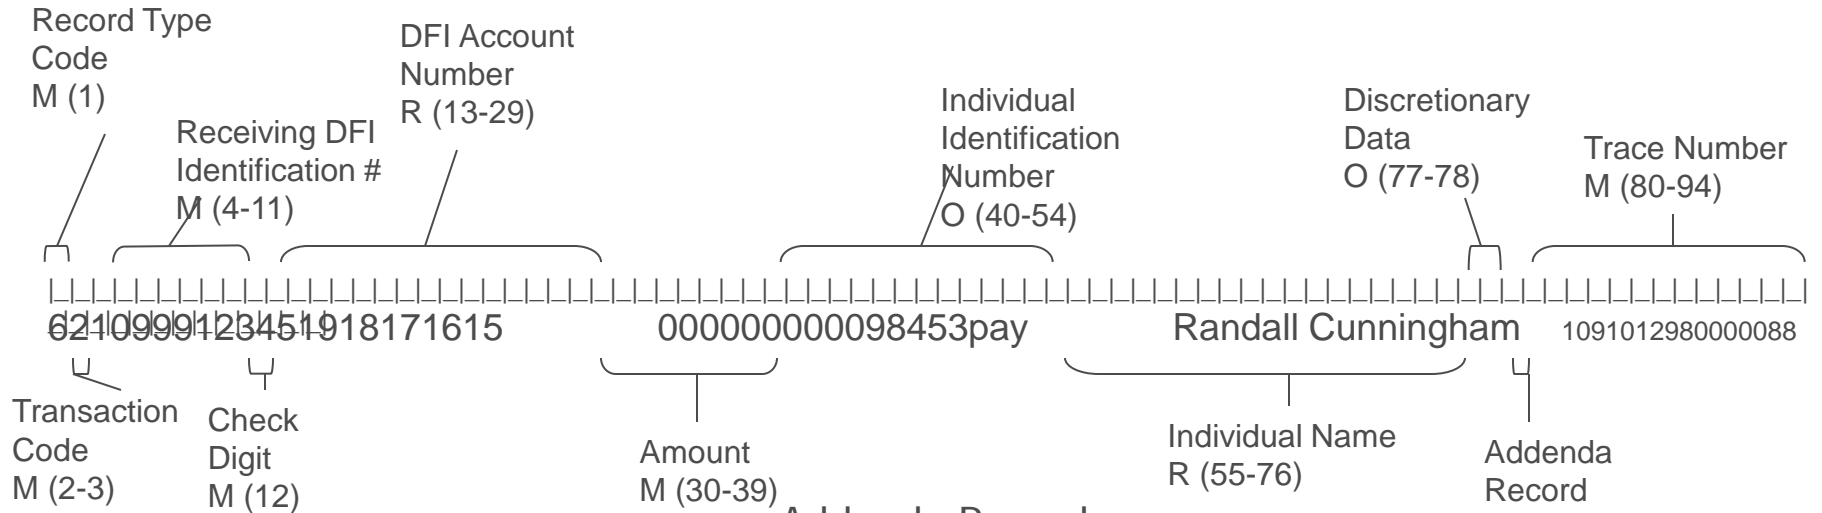 Record Type
Code
M (1)
DFI Account
Number
R (13-29)
Receiving DFI
Identification #
M (4-11)
Individual
Identification
Number
O (40-54)
Discretionary
Data
O (77-78)
Trace Number
M (80-94)
6210999123451918171615 000000000098453pay Randall Cunningham 1091012980000088
Transaction
Code
M (2-3)
Check
Digit
M (12)
Amount
M (30-39)
Individual Name
R (55-76)
Addenda
Record